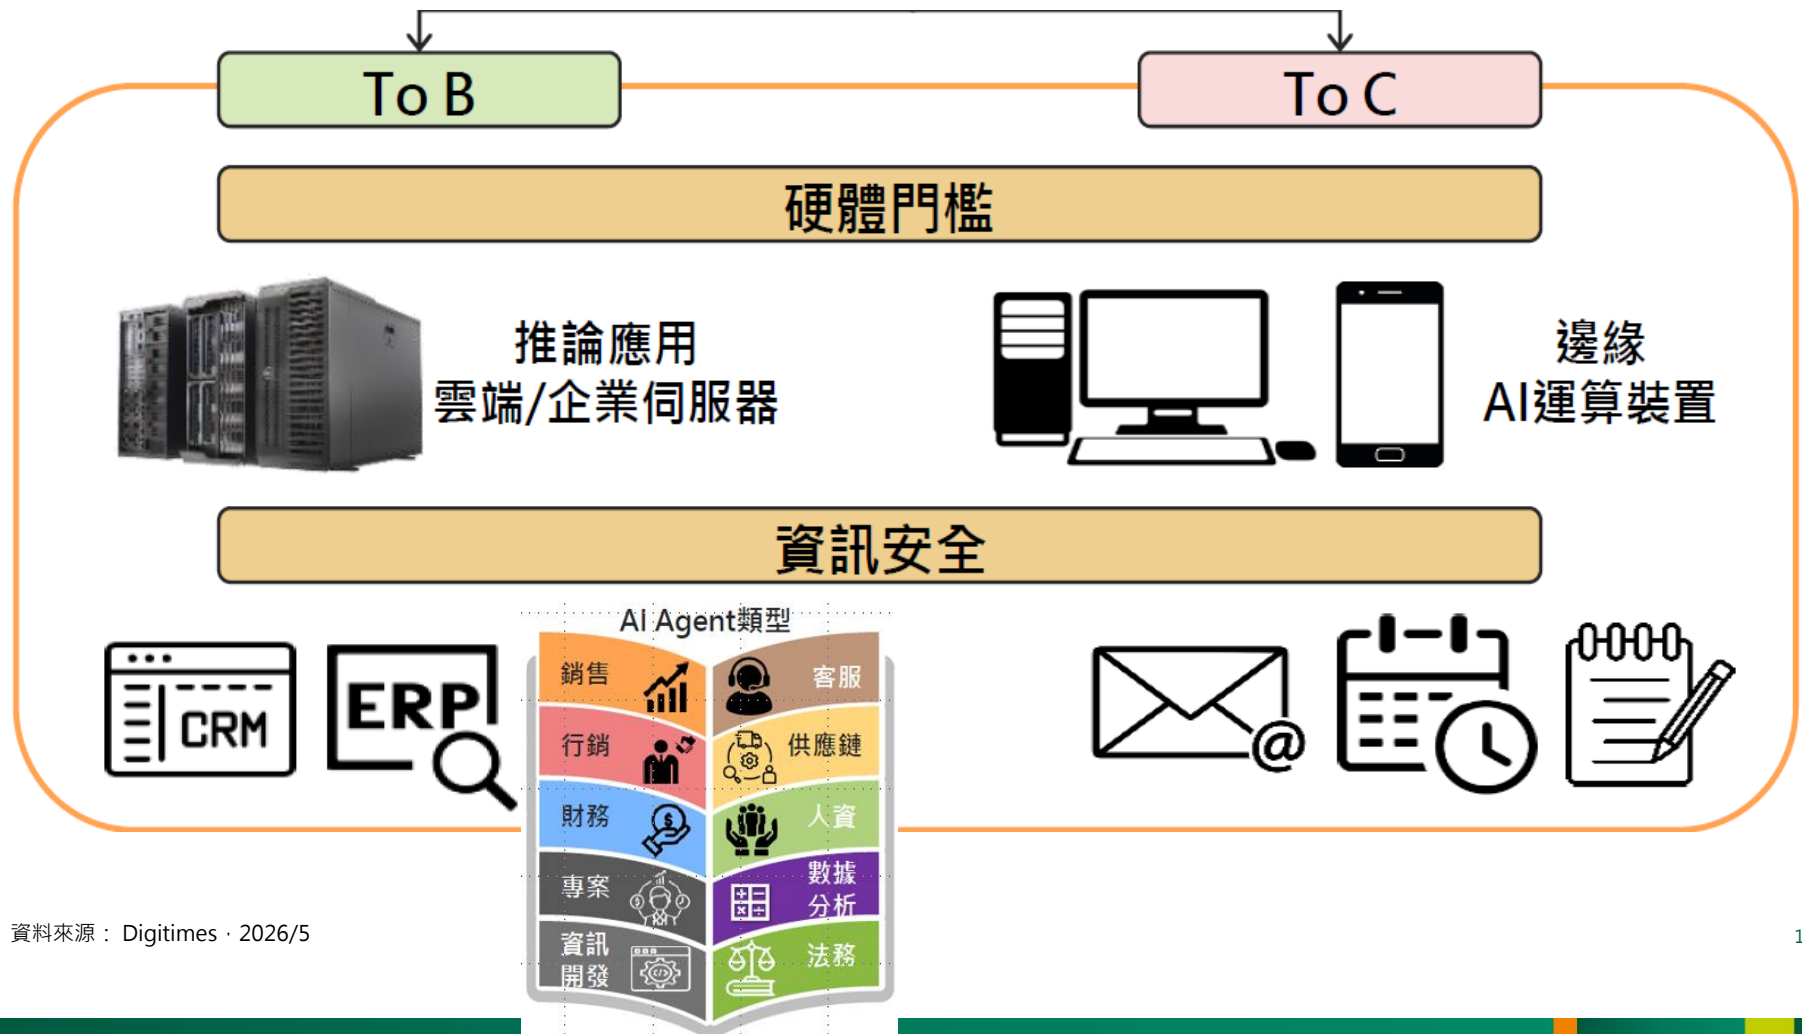 To B
To C
硬體門檻
推論應用
雲端/企業伺服器
邊緣
AI運算裝置
資訊安全
CRM
ERP
@
AI Agent類型
銷售
客服
行銷
供應鏈
財務
人資
專案
數據
分析
資訊
開發
法務
資料來源：Digitimes，2026/5
1